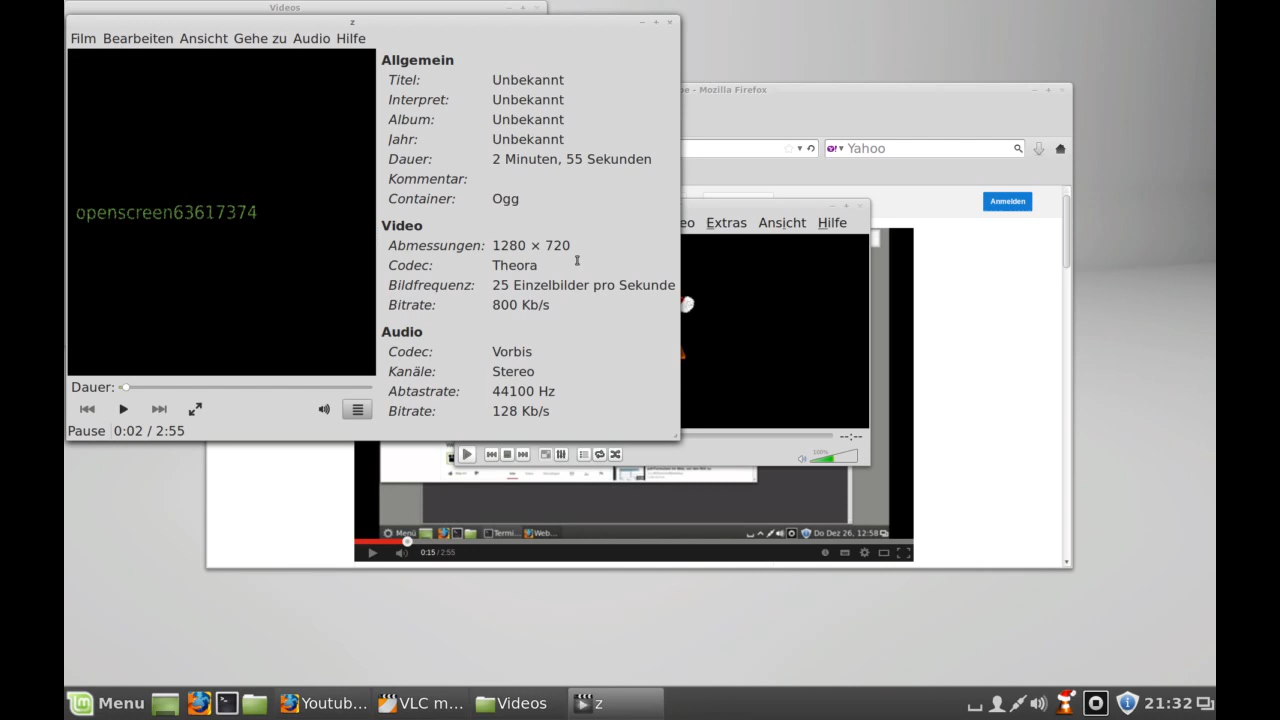 Videos
z
Film Bearbeiten Ansicht Gehe zu Audio Hilfe
Allgemein
Titel: Unbekannt
Interpret: Unbekannt
Album: Unbekannt
Jahr: Unbekannt
Dauer: 2 Minuten, 55 Sekunden
Kommentar:
Container: Ogg
Video
Abmessungen: 1280 × 720
Codec: Theora
Bildfrequenz: 25 Einzelbilder pro Sekunde
Bitrate: 800 Kb/s
Audio
Codec: Vorbis
Kanäle: Stereo
Abtastrate: 44100 Hz
Bitrate: 128 Kb/s
openscreen63617374
Dauer:
Pause 0:02 / 2:55
be - Mozilla Firefox
Yahoo
Anmelden
eo Extras Ansicht Hilfe
--:--
100%
Menü Termi... Web... Do Dez 26, 12:58
0:15 / 2:55
Menu Youtub... VLC m... Videos z 21:32